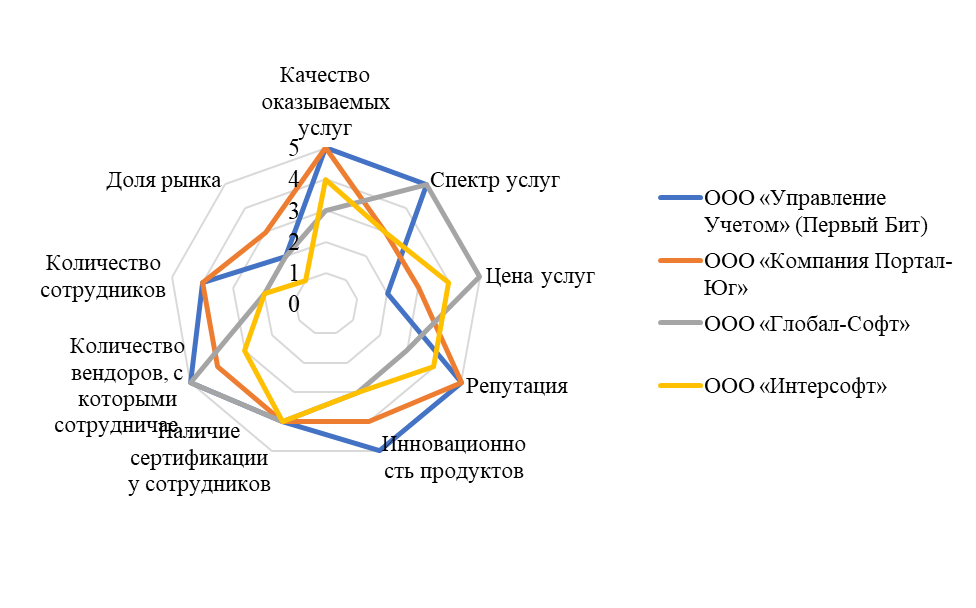 Качество
оказываемых
услуг
5
4
3
2
1
0
Спектр услуг
Цена услуг
Репутация
Инновационно
сть продуктов
Наличие
сертификации
у сотрудников
Количество
вендоров, с
которыми
сотрудничае
Количество
сотрудников
Доля рынка
ООО «Управление
Учетом» (Первый Бит)
ООО «Компания Портал-
Юг»
ООО «Глобал-Софт»
ООО «Интерсофт»